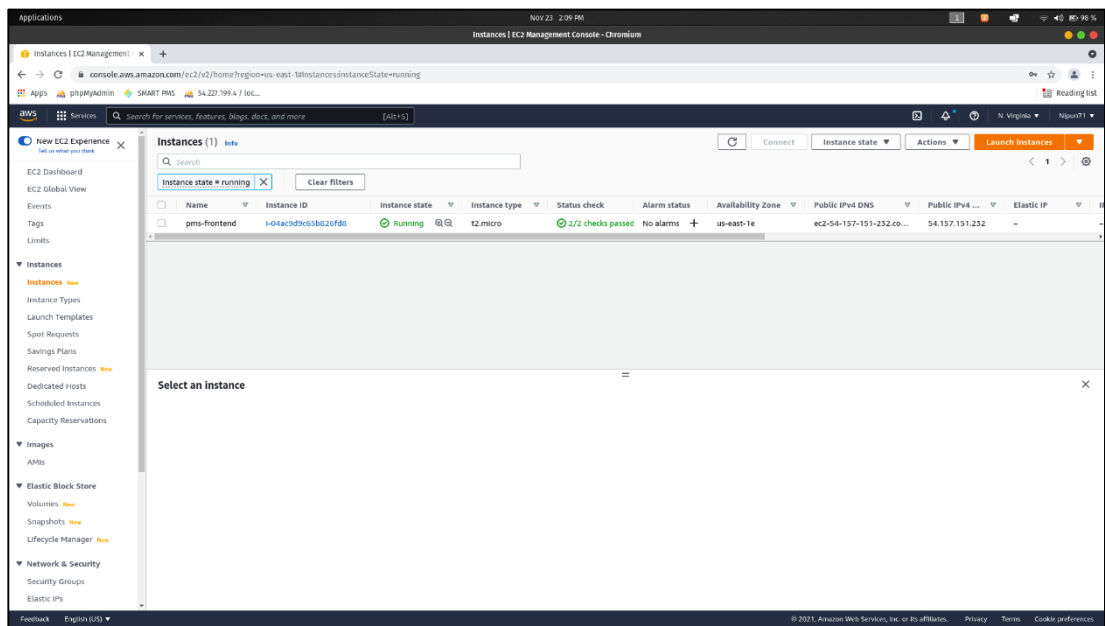 Applications
Nov 23 2:09 PM
1
98 %
Instances | EC2 Management Console - Chromium
Instances | EC2 Management
console.aws.amazon.com/ec2/v2/home?region=us-east-1#Instances:instanceState=running
Apps phpMyAdmin SMART PMS 54.227.199.4 / loc...
Reading list
aws Services Search for services, features, blogs, docs, and more [Alt+S] N. Virginia ▼ Nipun71 ▼
New EC2 Experience
Tell us what you think
EC2 Dashboard
EC2 Global View
Events
Tags
Limits
▼ Instances
Instances New
Instance Types
Launch Templates
Spot Requests
Savings Plans
Reserved Instances New
Dedicated Hosts
Scheduled Instances
Capacity Reservations
▼ Images
AMIs
▼ Elastic Block Store
Volumes New
Snapshots New
Lifecycle Manager New
▼ Network & Security
Security Groups
Elastic IPs
Instances (1) Info
Connect Instance state ▼ Actions ▼ Launch instances ▼
Search
< 1 >
Instance state = running Clear filters
Name Instance ID Instance state Instance type Status check Alarm status Availability Zone Public IPv4 DNS Public IPv4 ... Elastic IP
pms-frontend i-04ac9d9c65b826fd8 Running t2.micro 2/2 checks passed No alarms + us-east-1e ec2-54-157-151-232.co... 54.157.151.232 –
Select an instance
Feedback English (US) ▼ © 2021, Amazon Web Services, Inc. or its affiliates. Privacy Terms Cookie preferences